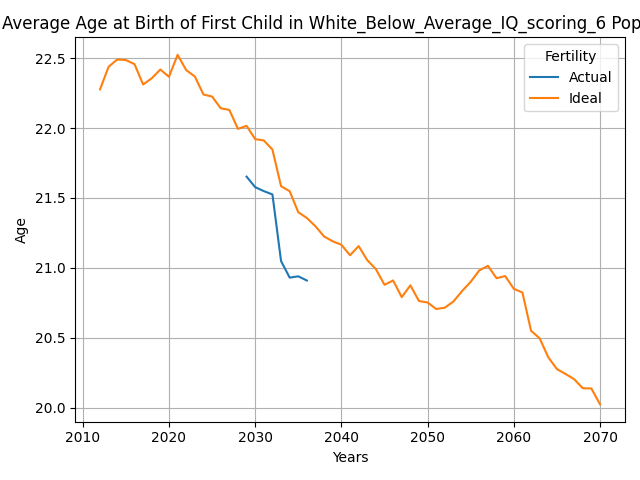 Average Age at Birth of First Child in White_Below_Average_IQ_scoring_6 Pop
Fertility
Actual
Ideal
22.5
22.0
21.5
21.0
20.5
20.0
Age
2010 2020 2030 2040 2050 2060 2070
Years